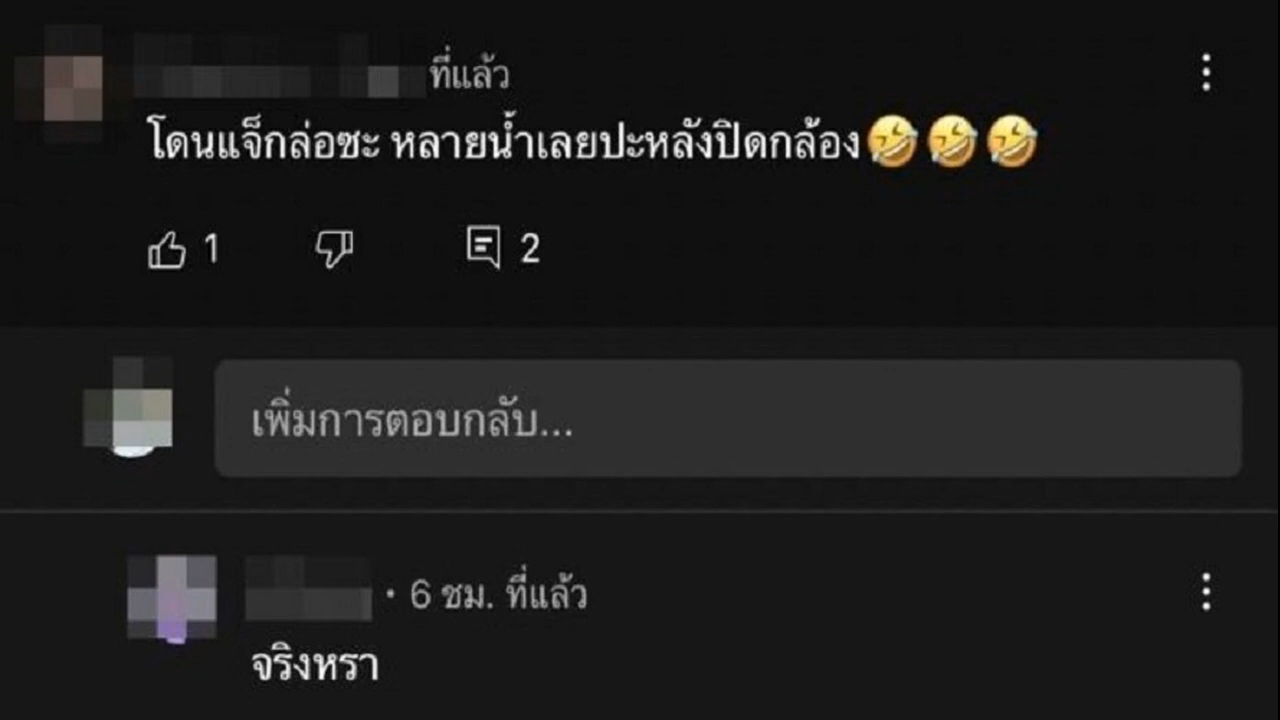 ที่แล้ว
โดนแจ็กล่อซะ หลายน้ำเลยปะหลังปิดกล้อง🤣🤣🤣
1 2
เพิ่มการตอบกลับ...
· 6 ชม. ที่แล้ว
จริงหรา